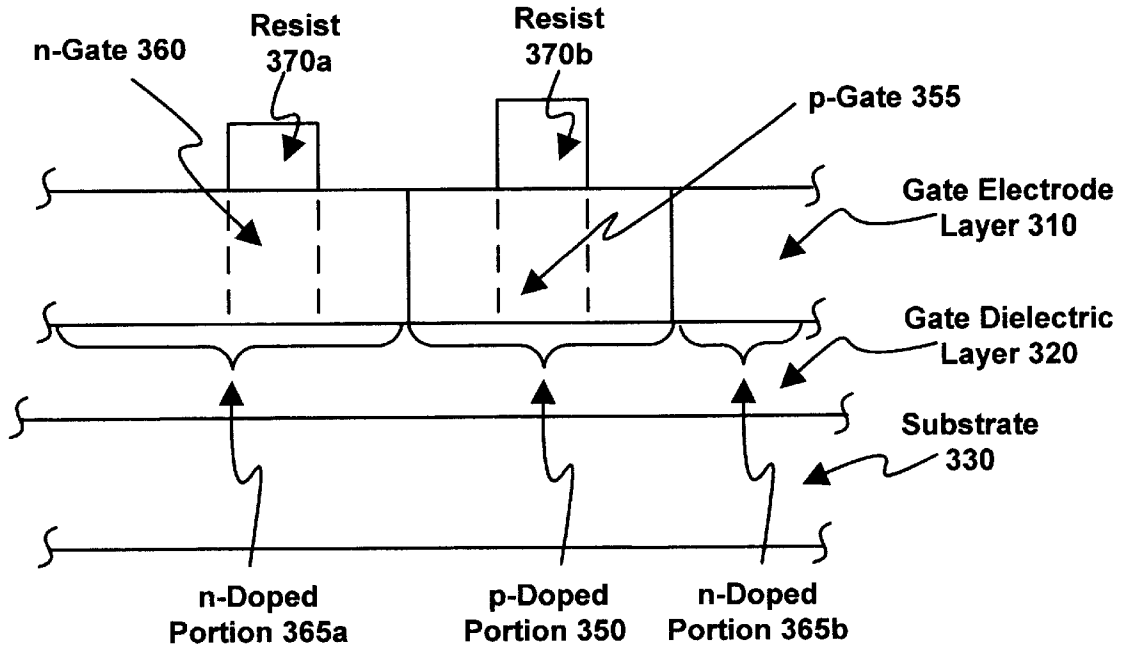 n-Gate 360
Resist
370a
Resist
370b
p-Gate 355
Gate Electrode
Layer 310
Gate Dielectric
Layer 320
Substrate
330
n-Doped
Portion 365a
p-Doped
Portion 350
n-Doped
Portion 365b